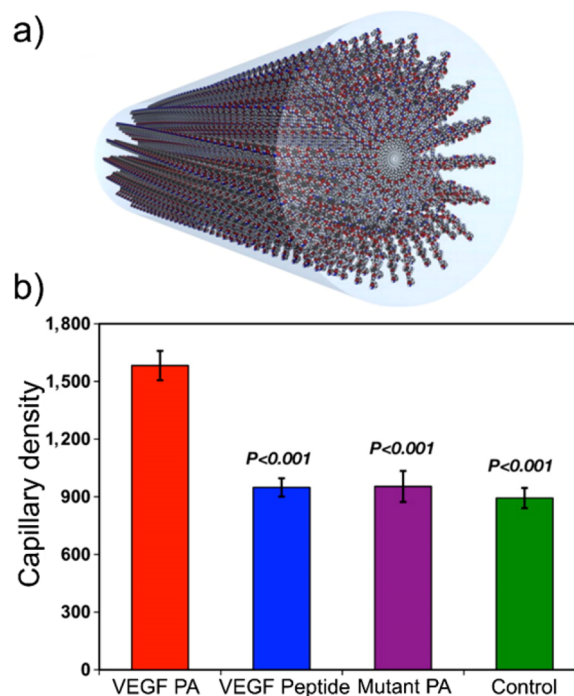 a)
b)
1,800
1,500
1,200
900
600
300
0
Capillary density
P<0.001
P<0.001
P<0.001
VEGF PA VEGF Peptide Mutant PA Control